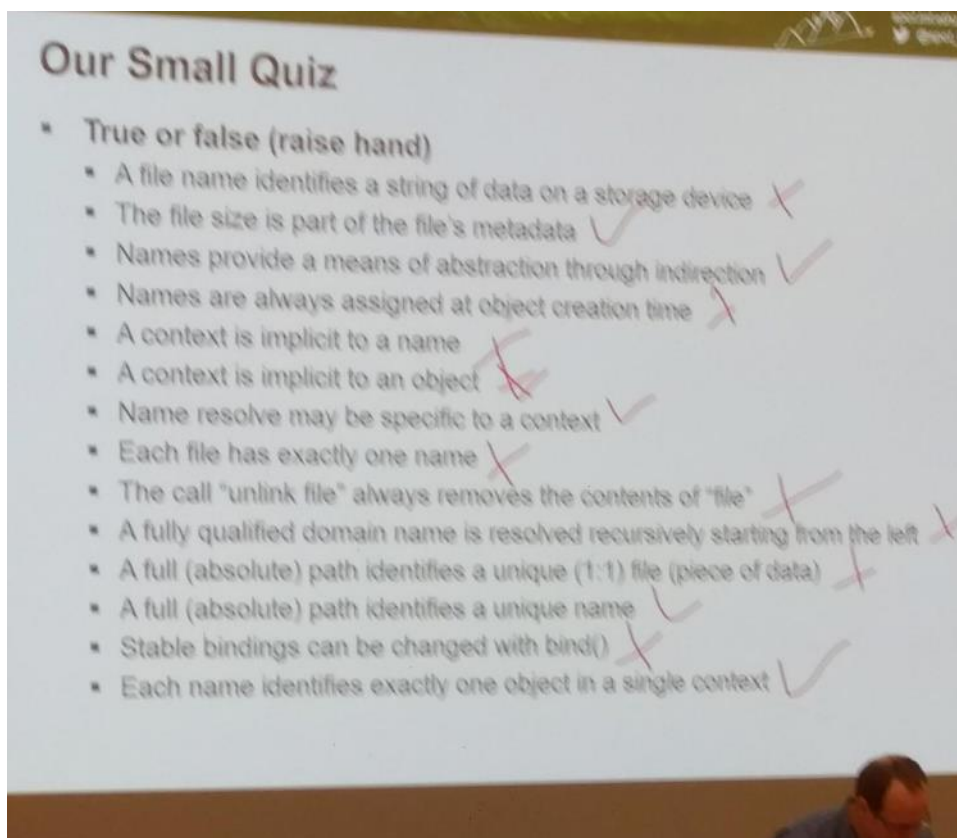 Our Small Quiz
True or false (raise hand)
A file name identifies a string of data on a storage device
The file size is part of the file's metadata
Names provide a means of abstraction through indirection
Names are always assigned at object creation time
A context is implicit to a name
A context is implicit to an object
Name resolve may be specific to a context
Each file has exactly one name
The call "unlink file" always removes the contents of "file"
A fully qualified domain name is resolved recursively starting from the left
A full (absolute) path identifies a unique (1:1) file (piece of data)
A full (absolute) path identifies a unique name
Stable bindings can be changed with bind()
Each name identifies exactly one object in a single context